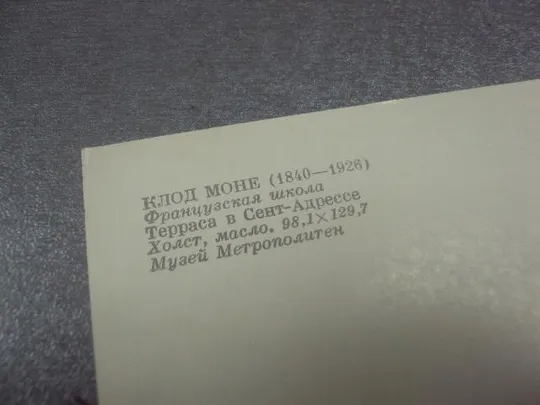 КЛОД МОНЕ (1840—1926)
Французская школа
Терраса в Сент-Адрессе
Холст, масло. 98,1×129,7
Музей Метрополитен